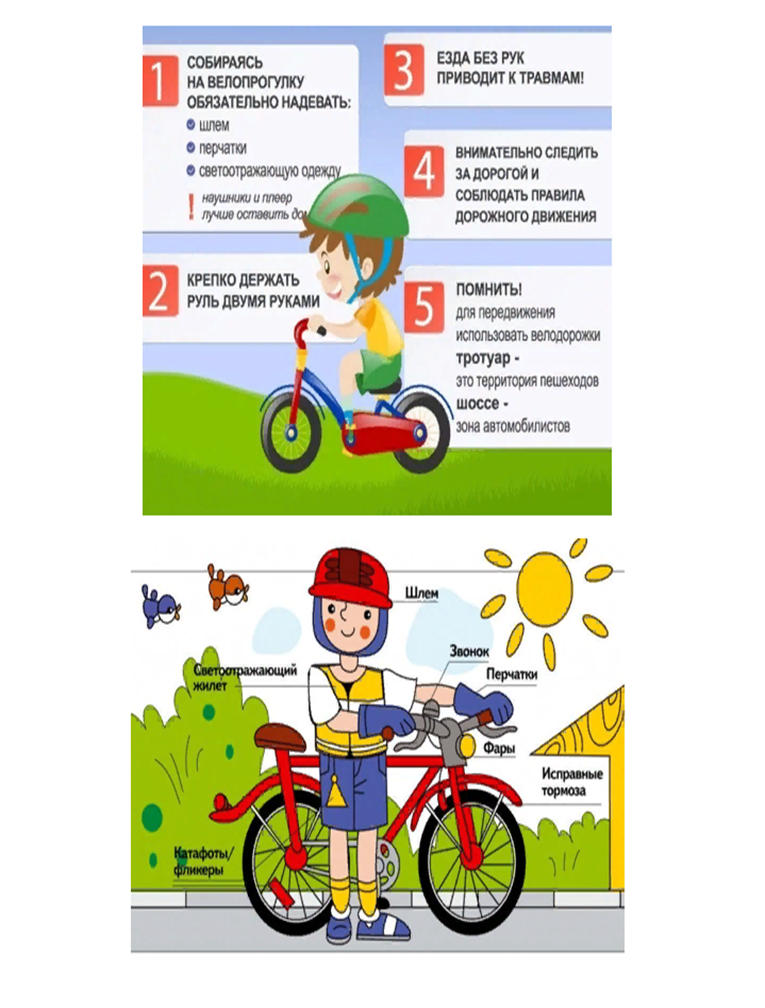 1
СОБИРАЯСЬ
НА ВЕЛОПРОГУЛКУ
ОБЯЗАТЕЛЬНО НАДЕВАТЬ:
шлем
перчатки
светоотражающую одежду
! наушники и плеер
лучше оставить
2
КРЕПКО ДЕРЖАТЬ
РУЛЬ ДВУМЯ РУКАМИ
3
ЕЗДА БЕЗ РУК
ПРИВОДИТ К ТРАВМАМ!
4
ВНИМАТЕЛЬНО СЛЕДИТЬ
ЗА ДОРОГОЙ И
СОБЛЮДАТЬ ПРАВИЛА
ДОРОЖНОГО ДВИЖЕНИЯ
5
ПОМНИТЬ!
для передвижения
использовать велодорожки
тротуар -
это территория пешеходов
шоссе -
зона автомобилистов
Шлем
Звонок
Светоотражающий
жилет
Перчатки
Фары
Исправные
тормоза
Катафоты/
фликеры